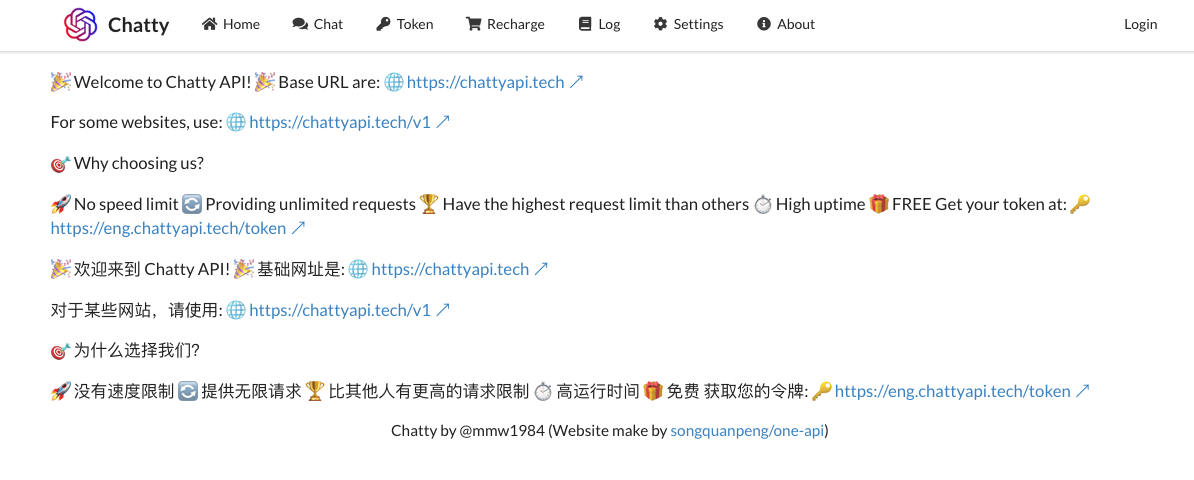 Chatty Home Chat Token Recharge Log Settings About Login
🎉 Welcome to Chatty API! 🎉 Base URL are: 🌐 https://chattyapi.tech ↗
For some websites, use: 🌐 https://chattyapi.tech/v1 ↗
🎯 Why choosing us?
🚀 No speed limit 🔄 Providing unlimited requests 🏆 Have the highest request limit than others ⏱️ High uptime 🎁 FREE Get your token at: 🔑
https://eng.chattyapi.tech/token ↗
🎉 欢迎来到 Chatty API! 🎉 基础网址是: 🌐 https://chattyapi.tech ↗
对于某些网站，请使用: 🌐 https://chattyapi.tech/v1 ↗
🎯 为什么选择我们?
🚀 没有速度限制 🔄 提供无限请求 🏆 比其他人有更高的请求限制 ⏱️ 高运行时间 🎁 免费 获取您的令牌: 🔑 https://eng.chattyapi.tech/token ↗
Chatty by @mmw1984 (Website make by songquanpeng/one-api)